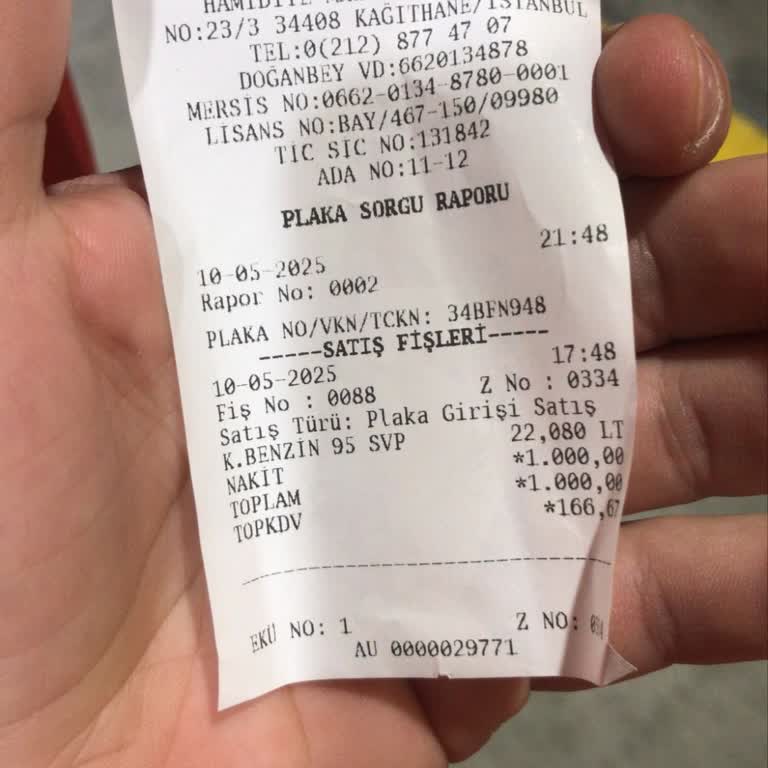 NO:23/3 34408 KAĞITHANE/İSTANBUL
TEL:0(212) 877 47 07
DOĞANBEY VD:6620134878
MERSİS NO:0662-0134-8780-0001
LİSANS NO:BAY/467-150/09980
TİC SİC NO:131842
ADA NO:11-12
PLAKA SORGU RAPORU
21:48
10-05-2025
Rapor No: 0002
PLAKA NO/VKN/TCKN: 34BFN948
-----SATIŞ FİŞLERİ-----
10-05-2025 17:48
Fiş No : 0088 Z No : 0334
Satış Türü: Plaka Girişi Satış
K.BENZİN 95 SVP 22,080 LT
NAKİT *1.000,00
TOPLAM *1.000,00
TOPKDV *166,67
EKÜ NO: 1 Z NO:
AU 0000029771